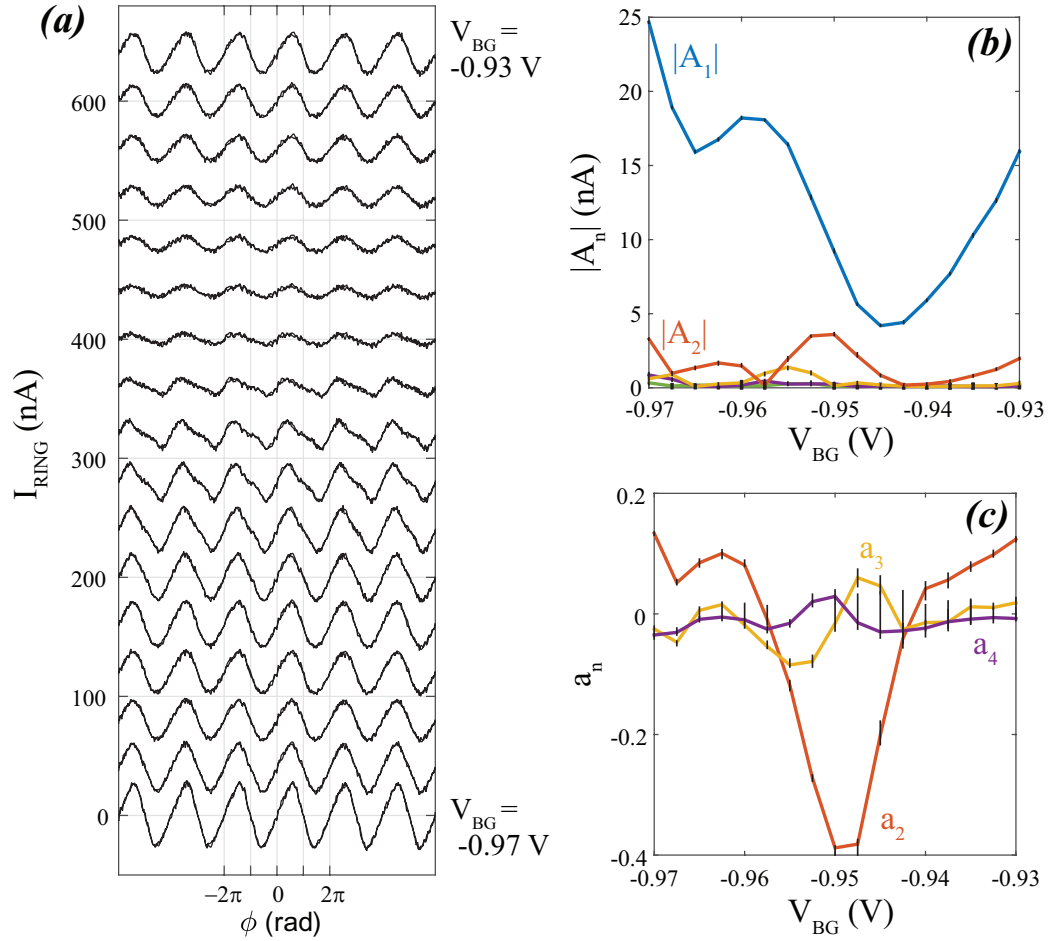 (a)
V_BG =
-0.93 V
600
500
400
300
200
100
0
I_RING (nA)
V_BG =
-0.97 V
−2π 0 2π
ϕ (rad)
(b)
|A_1|
|A_2|
25
20
15
10
5
0
|A_n| (nA)
-0.97 -0.96 -0.95 -0.94 -0.93
V_BG (V)
(c)
a_3
a_4
a_2
0.2
0
-0.2
-0.4
a_n
-0.97 -0.96 -0.95 -0.94 -0.93
V_BG (V)